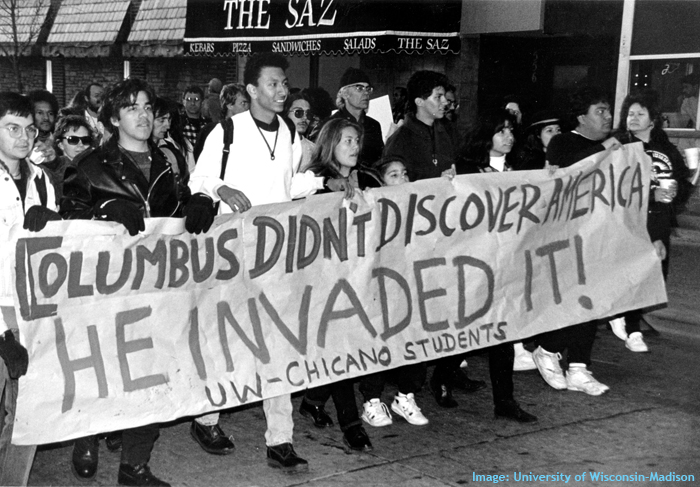 THE SAZ
KEBABS PIZZA SANDWICHES SALADS THE SAZ
COLUMBUS DIDN'T DISCOVER AMERICA
HE INVADED IT!
UW-CHICANO STUDENTS
Image: University of Wisconsin-Madison